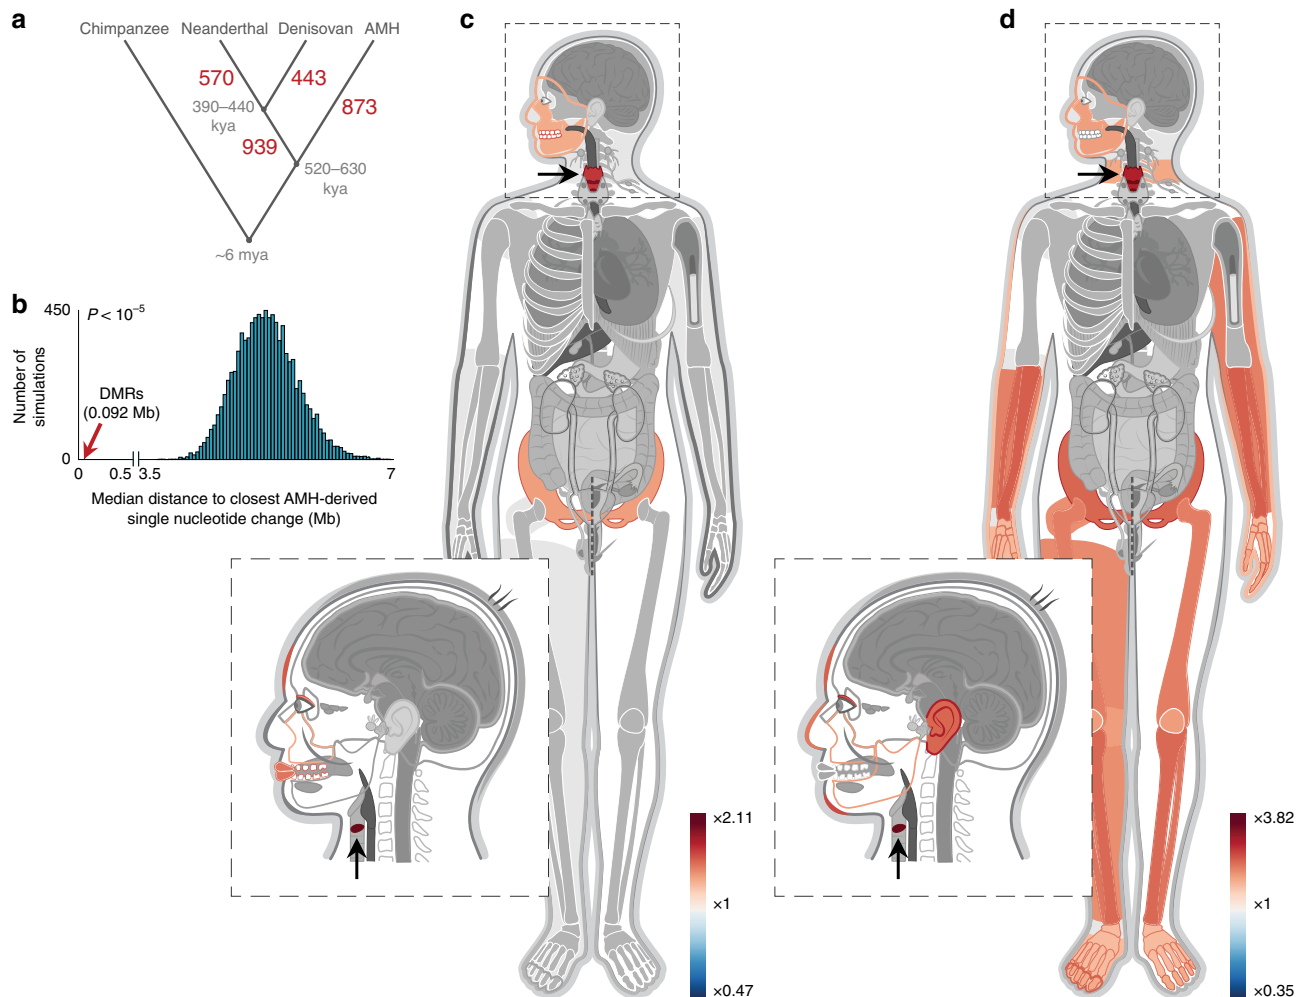 a
Chimpanzee Neanderthal Denisovan AMH
570
443
390–440
kya
873
939
520–630
kya
~6 mya
b
450
P < 10⁻⁵
Number of
simulations
DMRs
(0.092 Mb)
0
0 0.5 3.5 7
Median distance to closest AMH-derived
single nucleotide change (Mb)
c
×2.11
×1
×0.47
d
×3.82
×1
×0.35